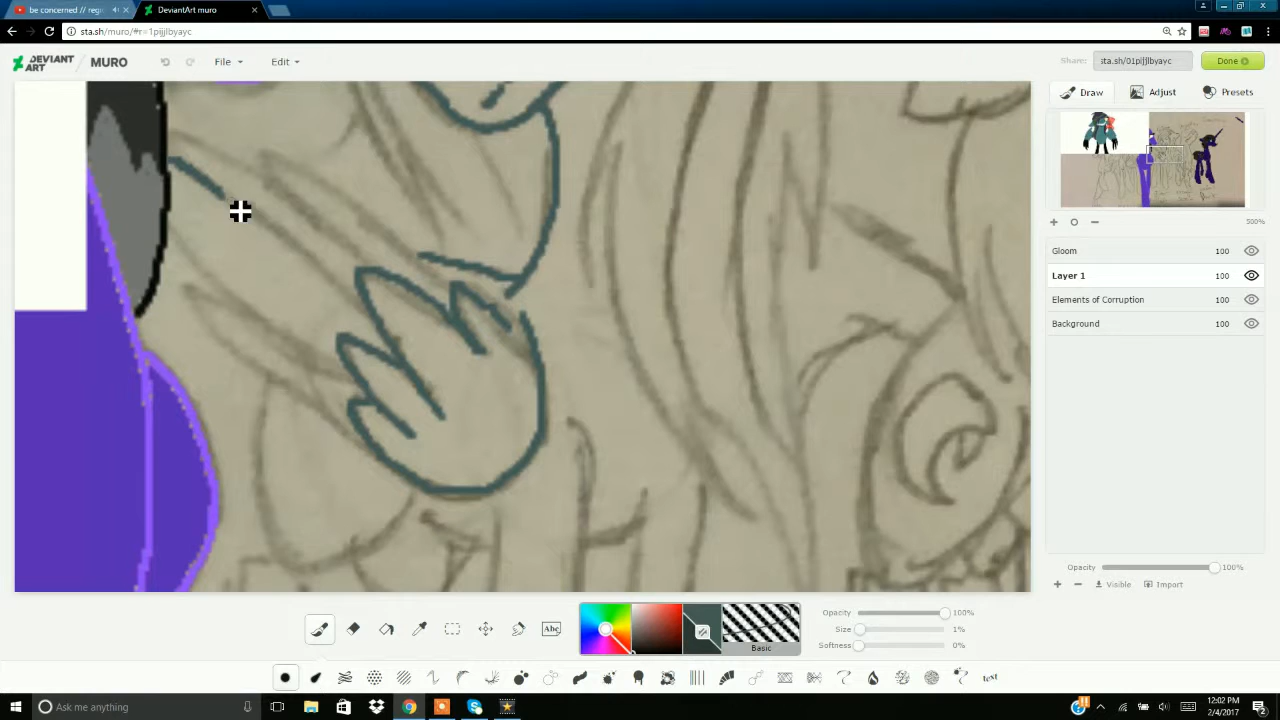 be concerned // regi
DeviantArt muro
sta.sh/muro/#r=1pijjlbyayc
DEVIANT ART / MURO
File
Edit
Share:
sta.sh/01pijjlbyayc
Done
Draw
Adjust
Presets
500%
Gloom 100
Layer 1 100
Elements of Corruption 100
Background 100
Opacity 100%
Visible
Import
Abc
Basic
Opacity 100%
Size 1%
Softness 0%
text
Ask me anything
12:02 PM
2/4/2017